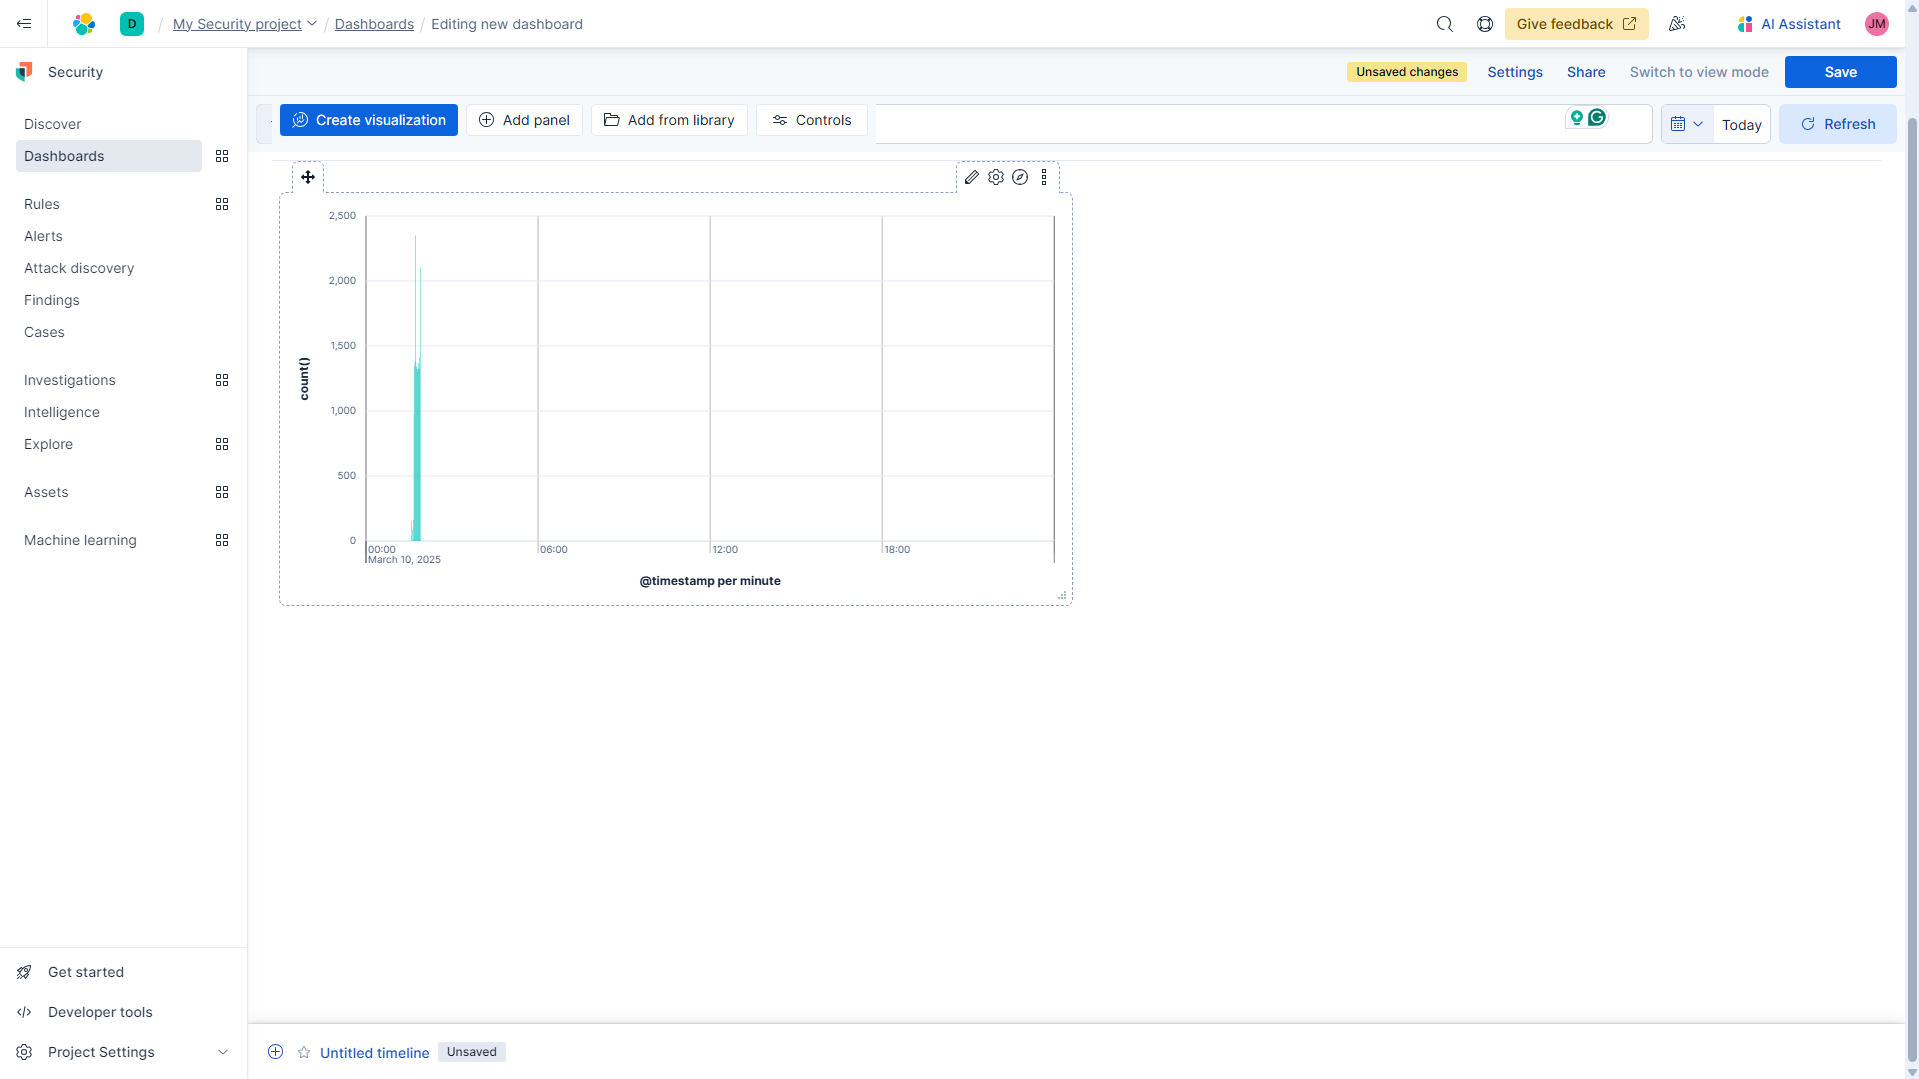 D / My Security project / Dashboards / Editing new dashboard
Give feedback
AI Assistant
JM
Security
Unsaved changes
Settings
Share
Switch to view mode
Save
Create visualization
Add panel
Add from library
Controls
Today
Refresh
Discover
Dashboards
Rules
Alerts
Attack discovery
Findings
Cases
Investigations
Intelligence
Explore
Assets
Machine learning
2,500
2,000
1,500
1,000
500
0
count()
00:00
06:00
12:00
18:00
March 10, 2025
@timestamp per minute
Get started
Developer tools
Project Settings
Untitled timeline
Unsaved